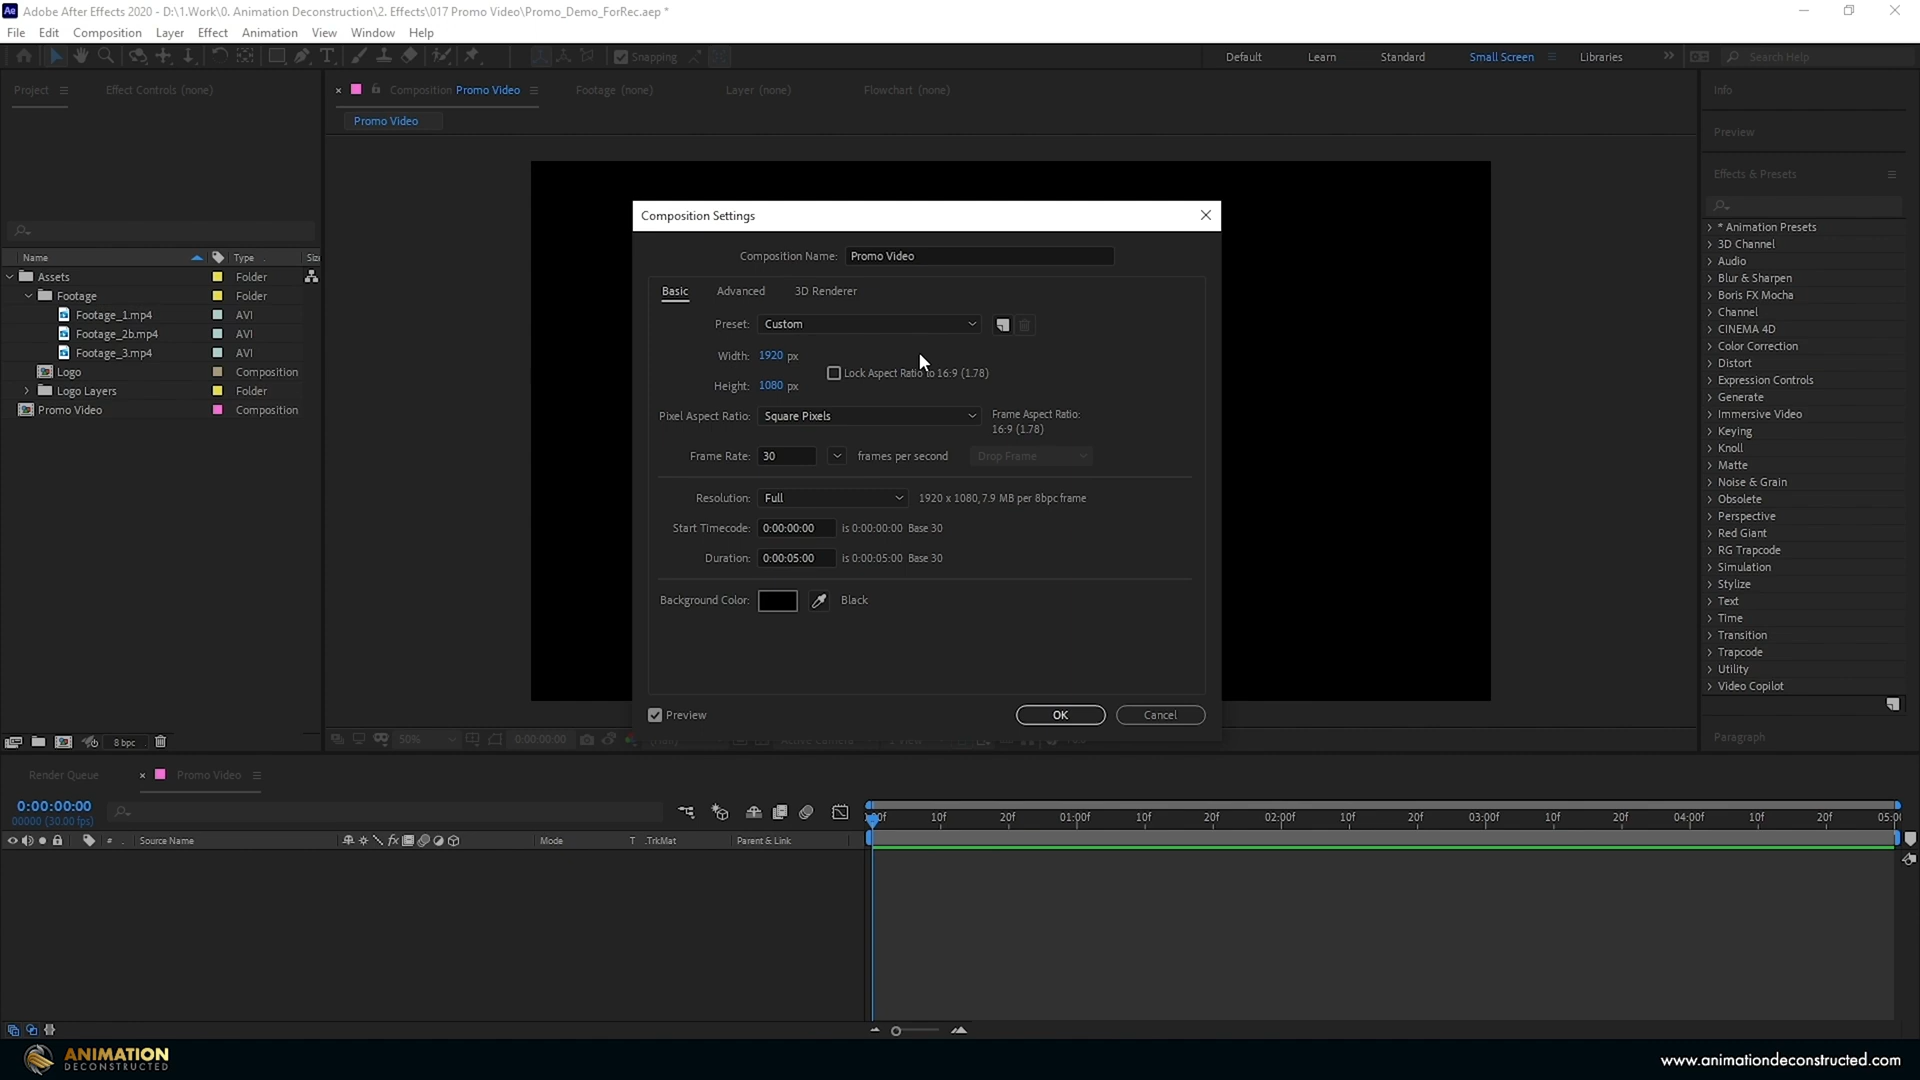 Ae Adobe After Effects 2020 - D:\1.Work\0. Animation Deconstruction\2. Effects\017 Promo Video\Promo_Demo_ForRec.aep *
File Edit Composition Layer Effect Animation View Window Help
Snapping Default Learn Standard Small Screen Libraries Search Help
Project Effect Controls (none)
Composition Promo Video Footage (none) Layer (none) Flowchart (none)
Promo Video
Name Type Siz
Assets Folder
Footage Folder
Footage_1.mp4 AVI
Footage_2b.mp4 AVI
Footage_3.mp4 AVI
Logo Composition
Logo Layers Folder
Promo Video Composition
8 bpc
Composition Settings
Composition Name: Promo Video
Basic Advanced 3D Renderer
Preset: Custom
Width: 1920 px
Lock Aspect Ratio to 16:9 (1.78)
Height: 1080 px
Pixel Aspect Ratio: Square Pixels
Frame Aspect Ratio:
16:9 (1.78)
Frame Rate: 30 frames per second Drop Frame
Resolution: Full 1920 x 1080, 7.9 MB per 8bpc frame
Start Timecode: 0:00:00:00 is 0:00:00:00 Base 30
Duration: 0:00:05:00 is 0:00:05:00 Base 30
Background Color: Black
Preview OK Cancel
50% 0:00:00:00
Info
Preview
Effects & Presets
* Animation Presets
3D Channel
Audio
Blur & Sharpen
Boris FX Mocha
Channel
CINEMA 4D
Color Correction
Distort
Expression Controls
Generate
Immersive Video
Keying
Knoll
Matte
Noise & Grain
Obsolete
Perspective
Red Giant
RG Trapcode
Simulation
Stylize
Text
Time
Transition
Trapcode
Utility
Video Copilot
Paragraph
Render Queue Promo Video
0:00:00:00
00000 (30.00 fps)
# Source Name fx Mode T .TrkMat Parent & Link
10f 20f 01:00f 10f 20f 02:00f 10f 20f 03:00f 10f 20f 04:00f 10f 20f 05:0
ANIMATION
DECONSTRUCTED
www.animationdeconstructed.com